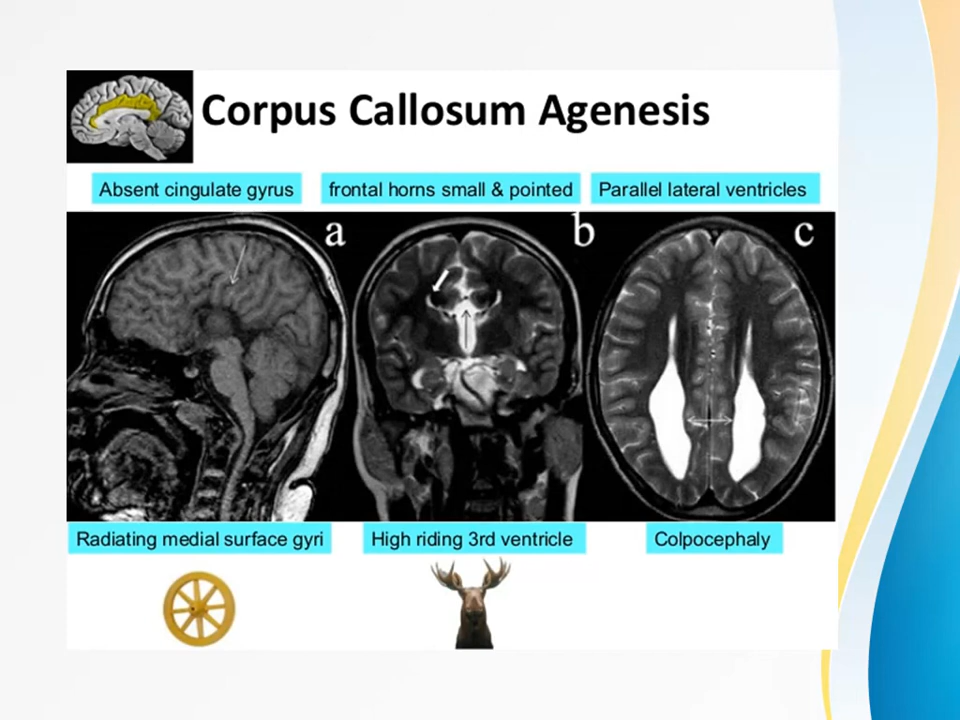 Corpus Callosum Agenesis
Absent cingulate gyrus
frontal horns small & pointed
Parallel lateral ventricles
a
b
c
Radiating medial surface gyri
High riding 3rd ventricle
Colpocephaly